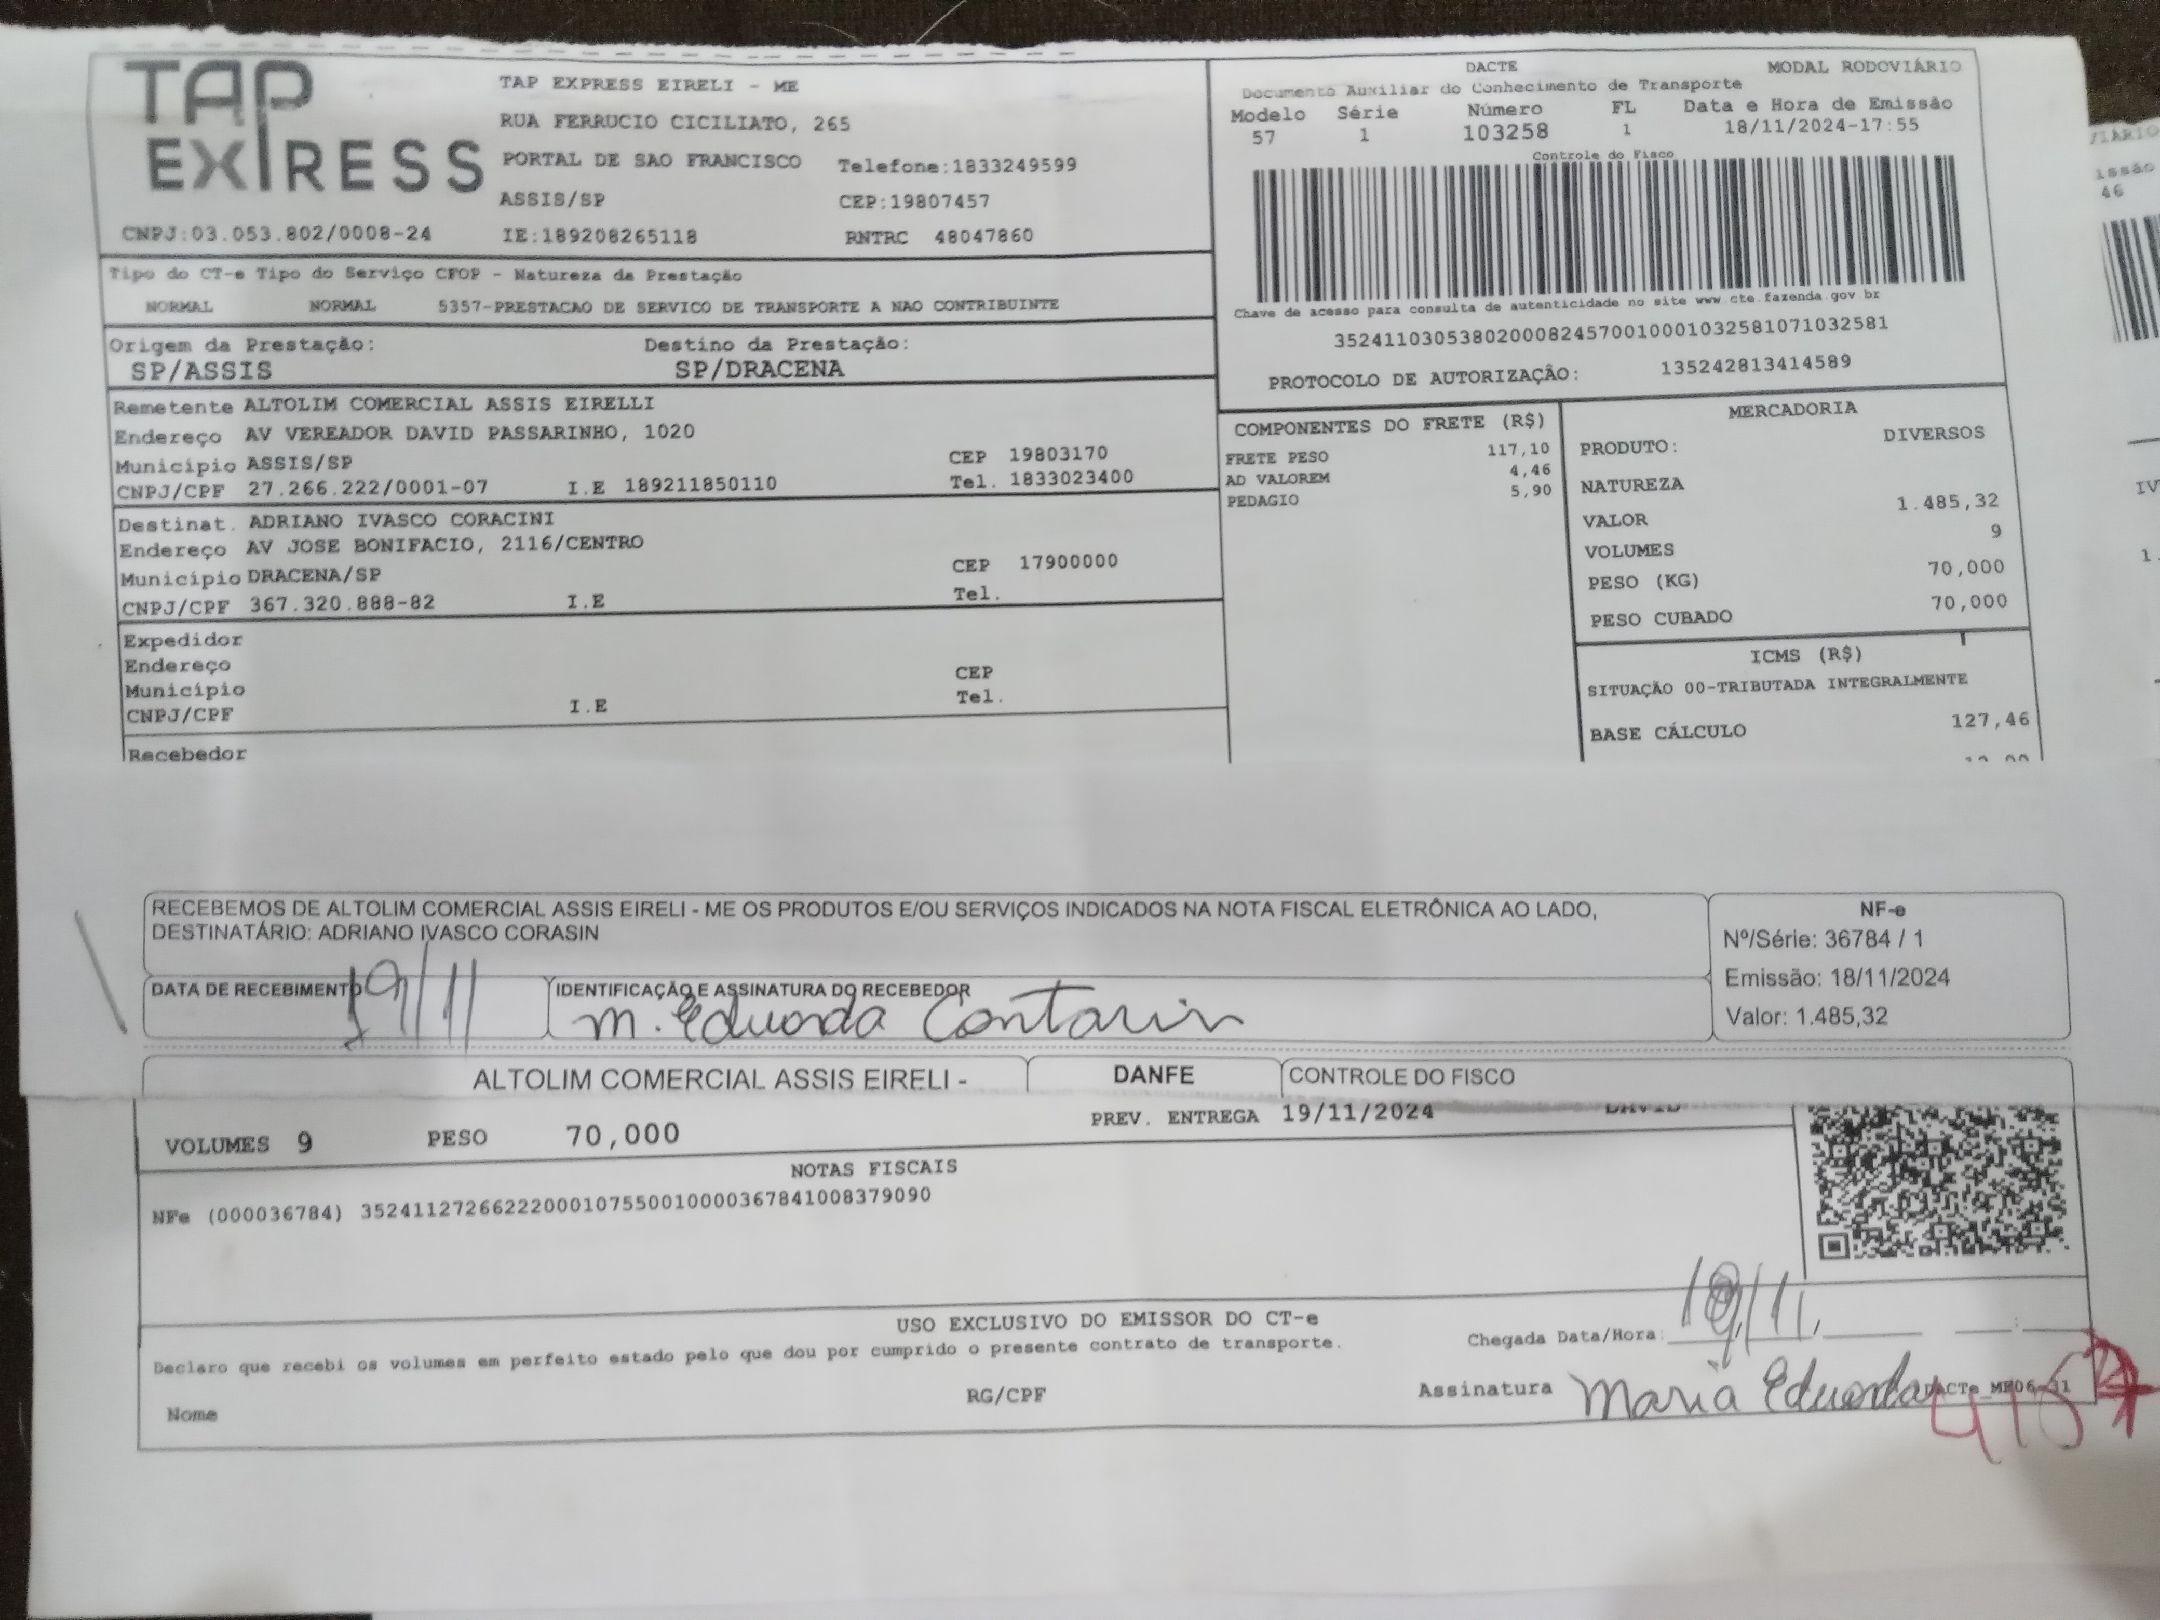 TAP
EXPRESS
TAP EXPRESS EIRELI - ME
RUA FERRUCIO CICILIATO, 265
PORTAL DE SAO FRANCISCO Telefone:1833249599
ASSIS/SP CEP:19807457
CNPJ:03.053.802/0008-24 IE:189208265118 RNTRC 48047860
DACTE MODAL RODOVIÁRIO
Documento Auxiliar do Conhecimento de Transporte
Modelo Série Número FL Data e Hora de Emissão
57 1 103258 1 18/11/2024-17:55
Controle do Fisco
Chave de acesso para consulta de autenticidade no site www.cte.fazenda.gov.br
35241103053802000824570010001032581071032581
PROTOCOLO DE AUTORIZAÇÃO: 135242813414589
Tipo do CT-e Tipo do Serviço CFOP - Natureza da Prestação
NORMAL NORMAL 5357-PRESTACAO DE SERVICO DE TRANSPORTE A NAO CONTRIBUINTE
Origem da Prestação: Destino da Prestação:
SP/ASSIS SP/DRACENA
Remetente ALTOLIM COMERCIAL ASSIS EIRELLI
Endereço AV VEREADOR DAVID PASSARINHO, 1020
Município ASSIS/SP CEP 19803170
CNPJ/CPF 27.266.222/0001-07 I.E 189211850110 Tel. 1833023400
Destinat. ADRIANO IVASCO CORACINI
Endereço AV JOSE BONIFACIO, 2116/CENTRO
Município DRACENA/SP CEP 17900000
CNPJ/CPF 367.320.888-82 I.E Tel.
Expedidor
Endereço
Município CEP
CNPJ/CPF I.E Tel.
Recebedor
COMPONENTES DO FRETE (R$)
FRETE PESO 117,10
AD VALOREM 4,46
PEDAGIO 5,90
MERCADORIA
PRODUTO: DIVERSOS
NATUREZA
VALOR 1.485,32
VOLUMES 9
PESO (KG) 70,000
PESO CUBADO 70,000
ICMS (R$)
SITUAÇÃO 00-TRIBUTADA INTEGRALMENTE
BASE CÁLCULO 127,46
RECEBEMOS DE ALTOLIM COMERCIAL ASSIS EIRELI - ME OS PRODUTOS E/OU SERVIÇOS INDICADOS NA NOTA FISCAL ELETRÔNICA AO LADO,
DESTINATÁRIO: ADRIANO IVASCO CORASIN
DATA DE RECEBIMENTO 19/11
IDENTIFICAÇÃO E ASSINATURA DO RECEBEDOR
M. Eduarda Contarin
NF-e
Nº/Série: 36784 / 1
Emissão: 18/11/2024
Valor: 1.485,32
ALTOLIM COMERCIAL ASSIS EIRELI - DANFE CONTROLE DO FISCO
VOLUMES 9 PESO 70,000 PREV. ENTREGA 19/11/2024
NOTAS FISCAIS
NFe (000036784) 35241127266222000107550010000367841008379090
USO EXCLUSIVO DO EMISSOR DO CT-e
Declaro que recebi os volumes em perfeito estado pelo que dou por cumprido o presente contrato de transporte.
Chegada Data/Hora: 19/11/
Nome RG/CPF Assinatura Maria Eduarda